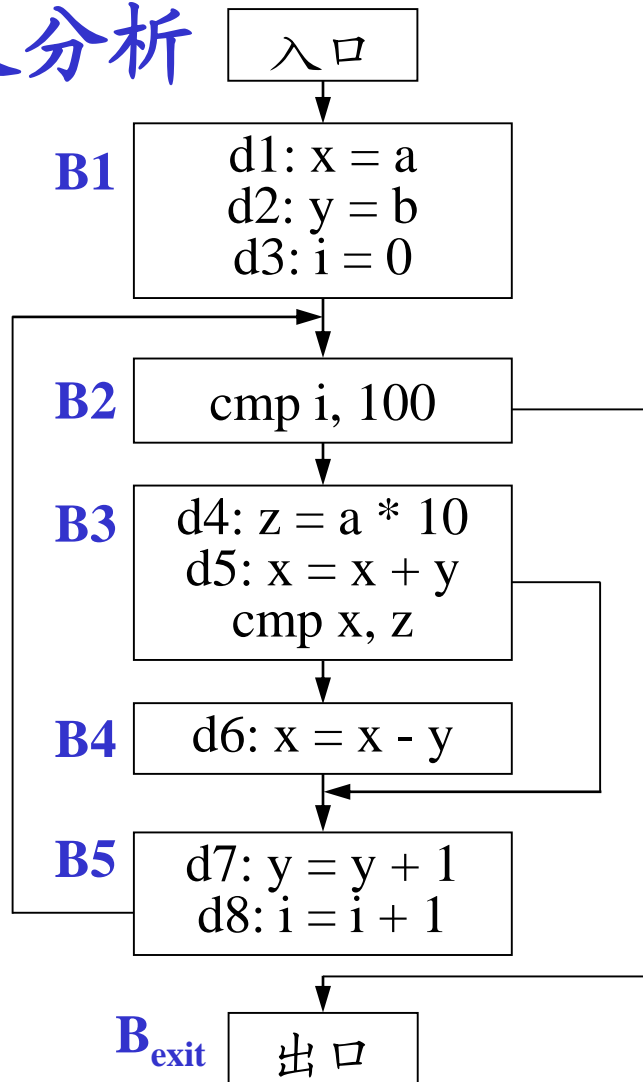 分析
入口
B1
d1: x = a
d2: y = b
d3: i = 0
B2
cmp i, 100
B3
d4: z = a * 10
d5: x = x + y
cmp x, z
B4
d6: x = x - y
B5
d7: y = y + 1
d8: i = i + 1
Bexit
出口